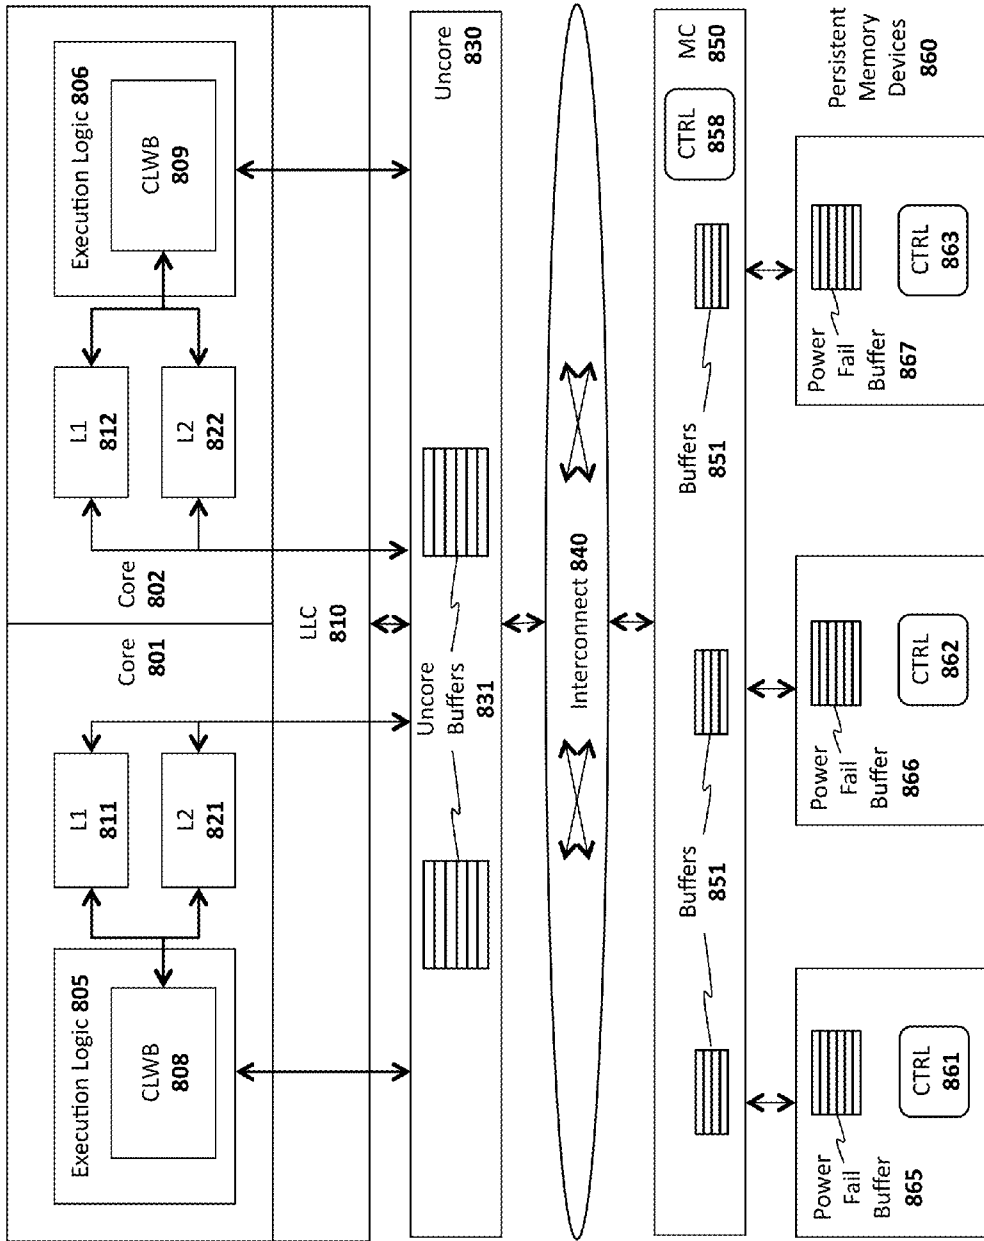 Execution Logic 805
CLWB
808
L1
811
L2
821
Core
801
Core
802
L1
812
L2
822
Execution Logic 806
CLWB
809
LLC
810
Uncore
Buffers
831
Uncore
830
Interconnect 840
Buffers
851
Buffers
851
CTRL
858
MC
850
Power
Fail
Buffer
865
CTRL
861
Power
Fail
Buffer
866
CTRL
862
Power
Fail
Buffer
867
CTRL
863
Persistent
Memory
Devices
860